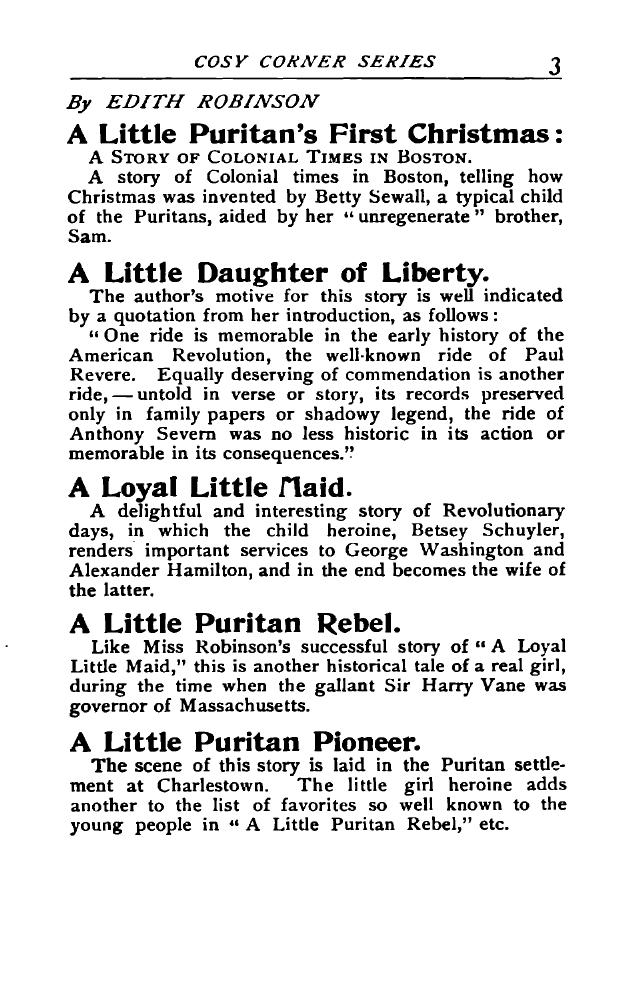 COSY CORNER SERIES 3
By EDITH ROBINSON
A Little Puritan's First Christmas:
A STORY OF COLONIAL TIMES IN BOSTON.
A story of Colonial times in Boston, telling how
Christmas was invented by Betty Sewall, a typical child
of the Puritans, aided by her "unregenerate" brother,
Sam.
A Little Daughter of Liberty.
The author's motive for this story is well indicated
by a quotation from her introduction, as follows:
"One ride is memorable in the early history of the
American Revolution, the well-known ride of Paul
Revere. Equally deserving of commendation is another
ride,—untold in verse or story, its records preserved
only in family papers or shadowy legend, the ride of
Anthony Severn was no less historic in its action or
memorable in its consequences."
A Loyal Little Maid.
A delightful and interesting story of Revolutionary
days, in which the child heroine, Betsey Schuyler,
renders important services to George Washington and
Alexander Hamilton, and in the end becomes the wife of
the latter.
A Little Puritan Rebel.
Like Miss Robinson's successful story of "A Loyal
Little Maid," this is another historical tale of a real girl,
during the time when the gallant Sir Harry Vane was
governor of Massachusetts.
A Little Puritan Pioneer.
The scene of this story is laid in the Puritan settle-
ment at Charlestown. The little girl heroine adds
another to the list of favorites so well known to the
young people in "A Little Puritan Rebel," etc.